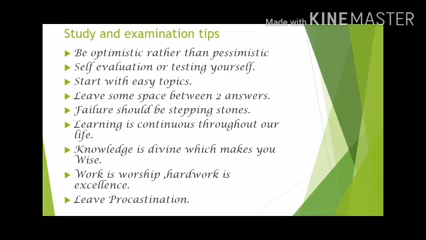 Made with KINEMASTER
Study and examination tips
Be optimistic rather than pessimistic
Self evaluation or testing yourself.
Start with easy topics.
Leave some space between 2 answers.
Failure should be stepping stones.
Learning is continuous throughout our
life.
Knowledge is divine which makes you
Wise.
Work is worship ,hardwork is
excellence.
Leave Procastination.